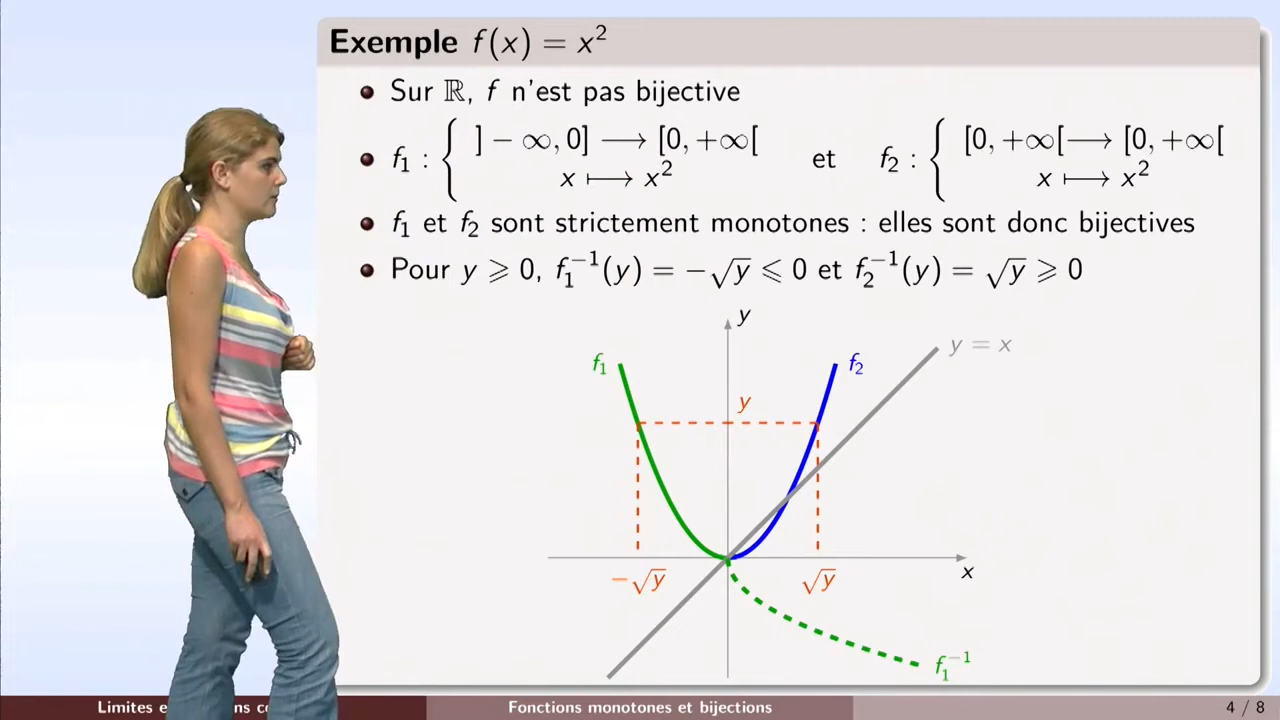 Exemple f(x) = x²
Sur ℝ, f n'est pas bijective
f₁ : { ]−∞, 0] ⟶ [0, +∞[ et f₂ : { [0, +∞[⟶ [0, +∞[
x ⟼ x² x ⟼ x²
f₁ et f₂ sont strictement monotones : elles sont donc bijectives
Pour y ⩾ 0, f₁⁻¹(y) = −√y ⩽ 0 et f₂⁻¹(y) = √y ⩾ 0
y
y = x
f₁
f₂
y
−√y
√y
x
f₁⁻¹
Limites e
Fonctions monotones et bijections
4 / 8